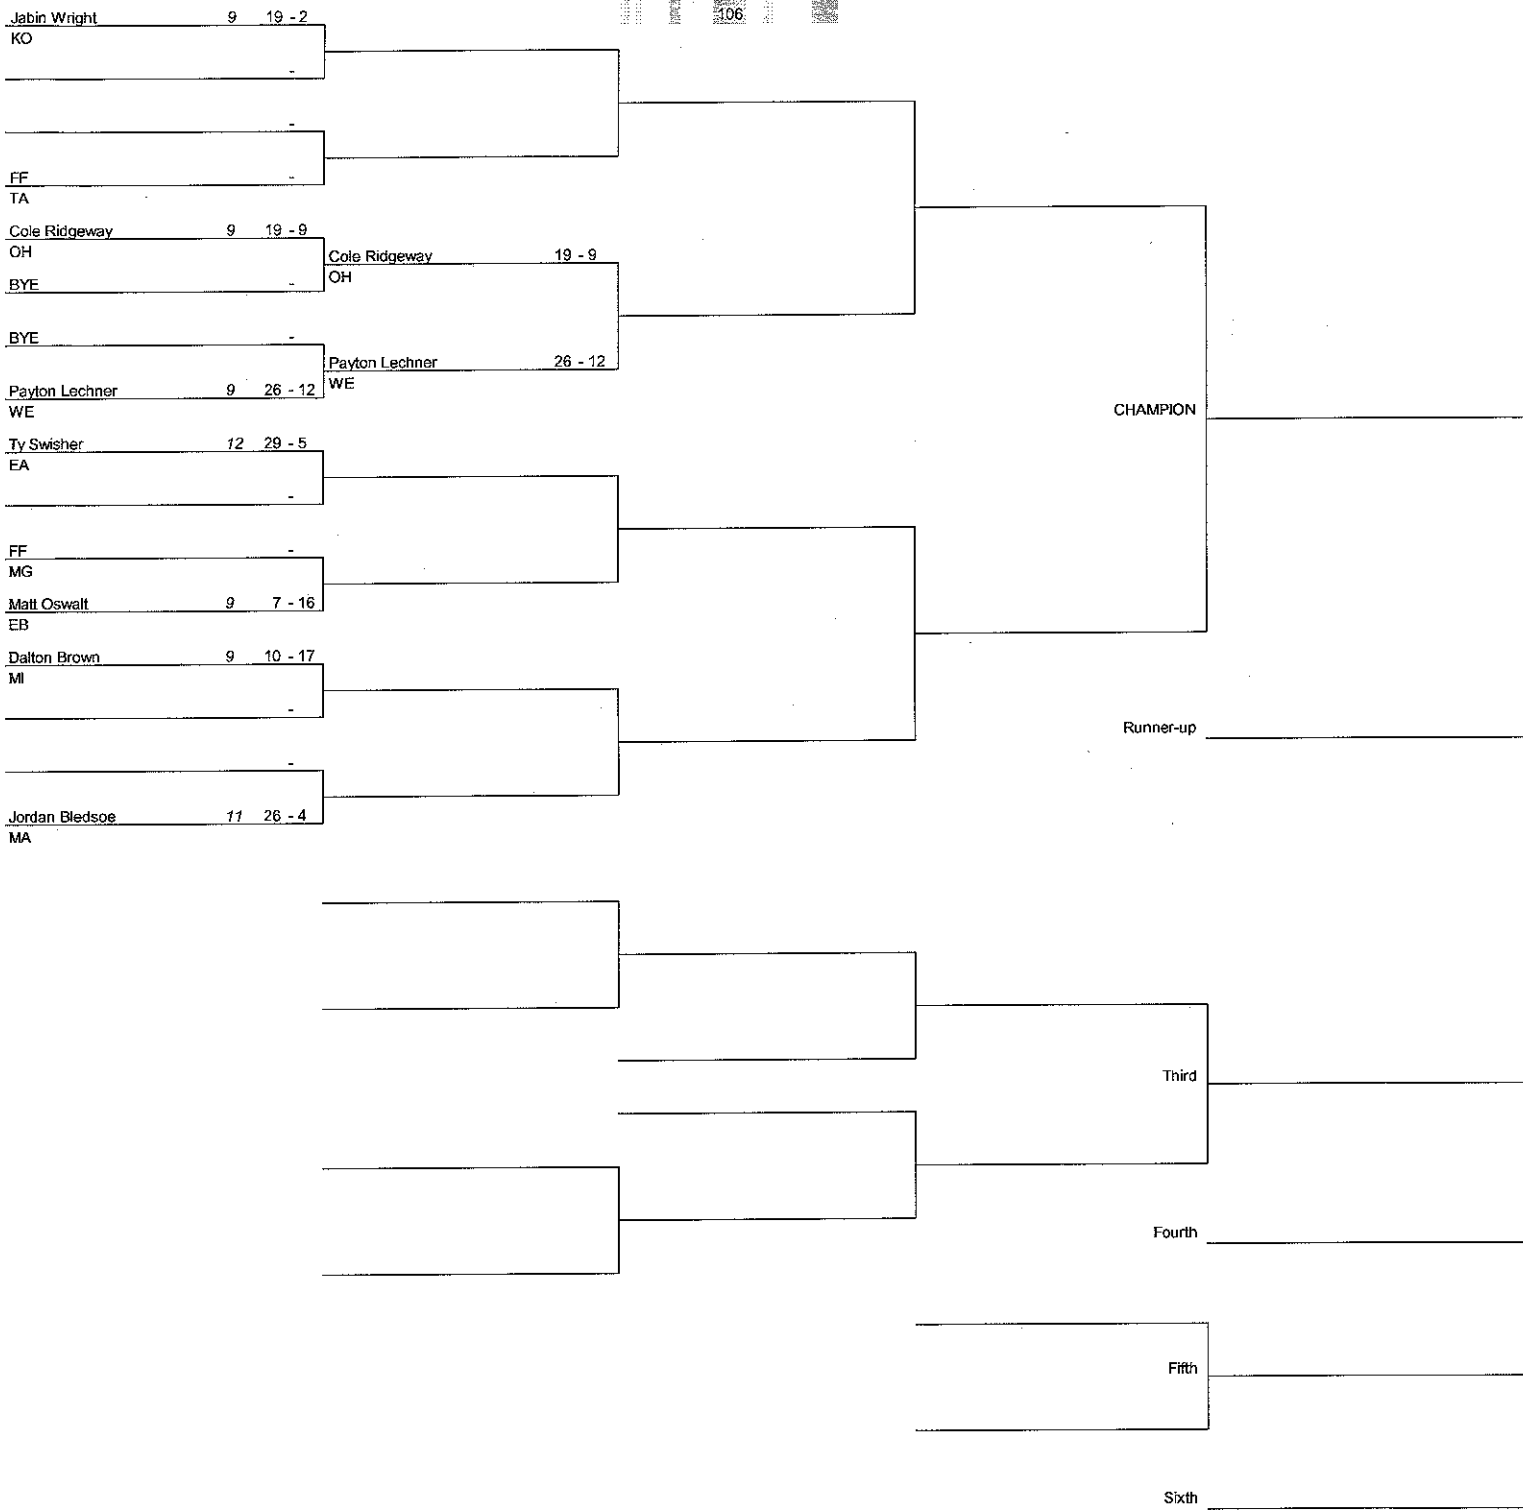 106
Jabin Wright 9 19 - 2
KO
-
-
FF -
TA
Cole Ridgeway 9 19 - 9
OH
BYE -
Cole Ridgeway 19 - 9
OH
BYE -
Payton Lechner 9 26 - 12
WE
Payton Lechner 26 - 12
WE
Ty Swisher 12 29 - 5
EA
-
FF -
MG
Matt Oswalt 9 7 - 16
EB
Dalton Brown 9 10 - 17
MI
-
-
Jordan Bledsoe 11 26 - 4
MA
CHAMPION
Runner-up
Third
Fourth
Fifth
Sixth